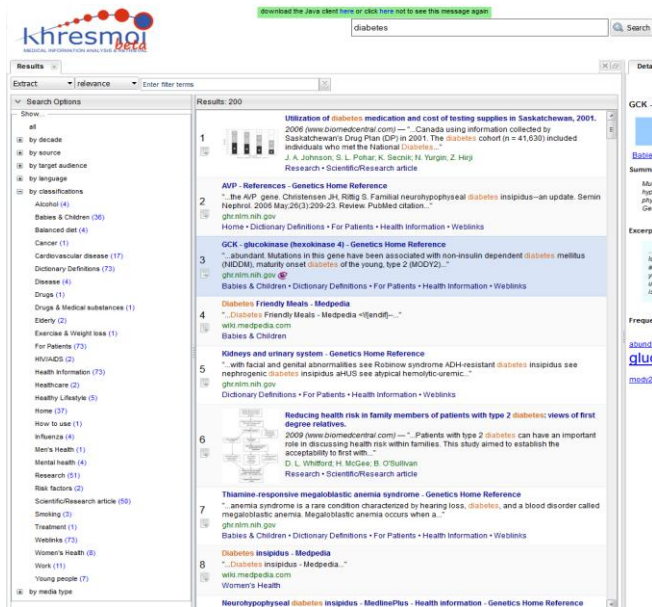 download the Java client here or click here not to see this message again
khresmoi
beta
MEDICAL INFORMATION ANALYSIS & RETRIEVAL
diabetes
Search
Results
Deta
Extract
relevance
Enter filter terms
Search Options
Show...
all
by decade
by source
by target audience
by language
by classifications
Alcohol (4)
Babies & Children (36)
Balanced diet (4)
Cancer (1)
Cardiovascular disease (17)
Dictionary Definitions (73)
Disease (4)
Drugs (1)
Drugs & Medical substances (1)
Elderly (2)
Exercise & Weight loss (1)
For Patients (73)
HIV/AIDS (2)
Health Information (73)
Healthcare (2)
Healthy Lifestyle (5)
Home (37)
How to use (1)
Influenza (4)
Men's Health (1)
Mental health (4)
Research (51)
Risk factors (2)
Scientific/Research article (50)
Smoking (3)
Treatment (1)
Weblinks (73)
Women's Health (8)
Work (11)
Young people (7)
by media type
Results: 200
1
Utilization of diabetes medication and cost of testing supplies in Saskatchewan, 2001.
2006 (www.biomedcentral.com) — "...Canada using information collected by
Saskatchewan's Drug Plan (DP) in 2001. The diabetes cohort (n = 41,630) included
individuals who met the National Diabetes..."
J. A. Johnson; S. L. Pohar; K. Secnik; N. Yurgin; Z. Hirji
Research • Scientific/Research article
2
AVP - References - Genetics Home Reference
"...the AVP gene. Christensen JH, Rittig S. Familial neurohypophyseal diabetes insipidus--an update. Semin
Nephrol. 2006 May;26(3):209-23. Review. PubMed citation..."
ghr.nlm.nih.gov
Home • Dictionary Definitions • For Patients • Health Information • Weblinks
3
GCK - glucokinase (hexokinase 4) - Genetics Home Reference
"...abundant. Mutations in this gene have been associated with non-insulin dependent diabetes mellitus
(NIDDM), maturity onset diabetes of the young, type 2 (MODY2)..."
ghr.nlm.nih.gov
Babies & Children • Dictionary Definitions • For Patients • Health Information • Weblinks
4
Diabetes Friendly Meals - Medpedia
"...Diabetes Friendly Meals - Medpedia <![endif]--..."
wiki.medpedia.com
Babies & Children
5
Kidneys and urinary system - Genetics Home Reference
"...with facial and genital abnormalities see Robinow syndrome ADH-resistant diabetes insipidus see
nephrogenic diabetes insipidus aHUS see atypical hemolytic-uremic..."
ghr.nlm.nih.gov
Dictionary Definitions • For Patients • Health Information • Weblinks
6
Reducing health risk in family members of patients with type 2 diabetes: views of first
degree relatives.
2009 (www.biomedcentral.com) — "...Patients with type 2 diabetes can have an important
role in discussing health risk within families. This study aimed to establish the
acceptability to first with..."
D. L. Whitford; H. McGee; B. O'Sullivan
Research • Scientific/Research article
7
Thiamine-responsive megaloblastic anemia syndrome - Genetics Home Reference
"...anemia syndrome is a rare condition characterized by hearing loss, diabetes, and a blood disorder called
megaloblastic anemia. Megaloblastic anemia occurs when a..."
ghr.nlm.nih.gov
Babies & Children • Dictionary Definitions • For Patients • Health Information • Weblinks
8
Diabetes insipidus - Medpedia
"...Diabetes insipidus - Medpedia..."
wiki.medpedia.com
Women's Health
Neurohypophyseal diabetes insipidus - MedlinePlus - Health information - Genetics Home Reference
GCK -
Babie
Summ
Excerp
Freque
abund
gluc
mody2